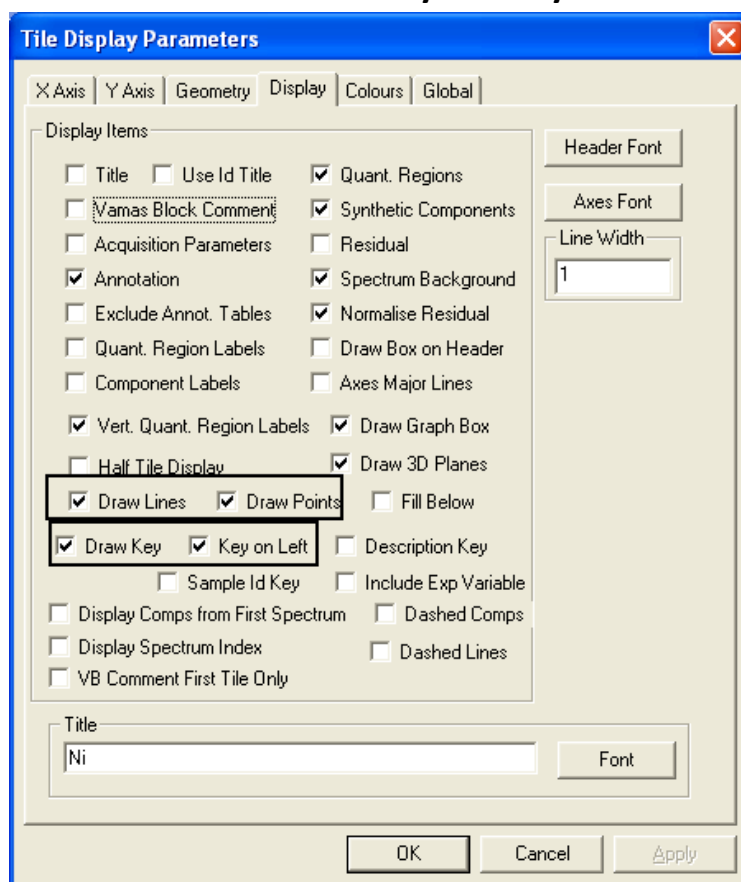 Tile Display Parameters
X Axis Y Axis Geometry Display Colours Global
Display Items
Header Font
Title Use Id Title Quant. Regions
Axes Font
Vamas Block Comment Synthetic Components
Line Width
Acquisition Parameters Residual
1
Annotation Spectrum Background
Exclude Annot. Tables Normalise Residual
Quant. Region Labels Draw Box on Header
Component Labels Axes Major Lines
Vert. Quant. Region Labels Draw Graph Box
Half Tile Display Draw 3D Planes
Draw Lines Draw Points Fill Below
Draw Key Key on Left Description Key
Sample Id Key Include Exp Variable
Display Comps from First Spectrum Dashed Comps
Display Spectrum Index Dashed Lines
VB Comment First Tile Only
Title
Ni Font
OK Cancel Apply